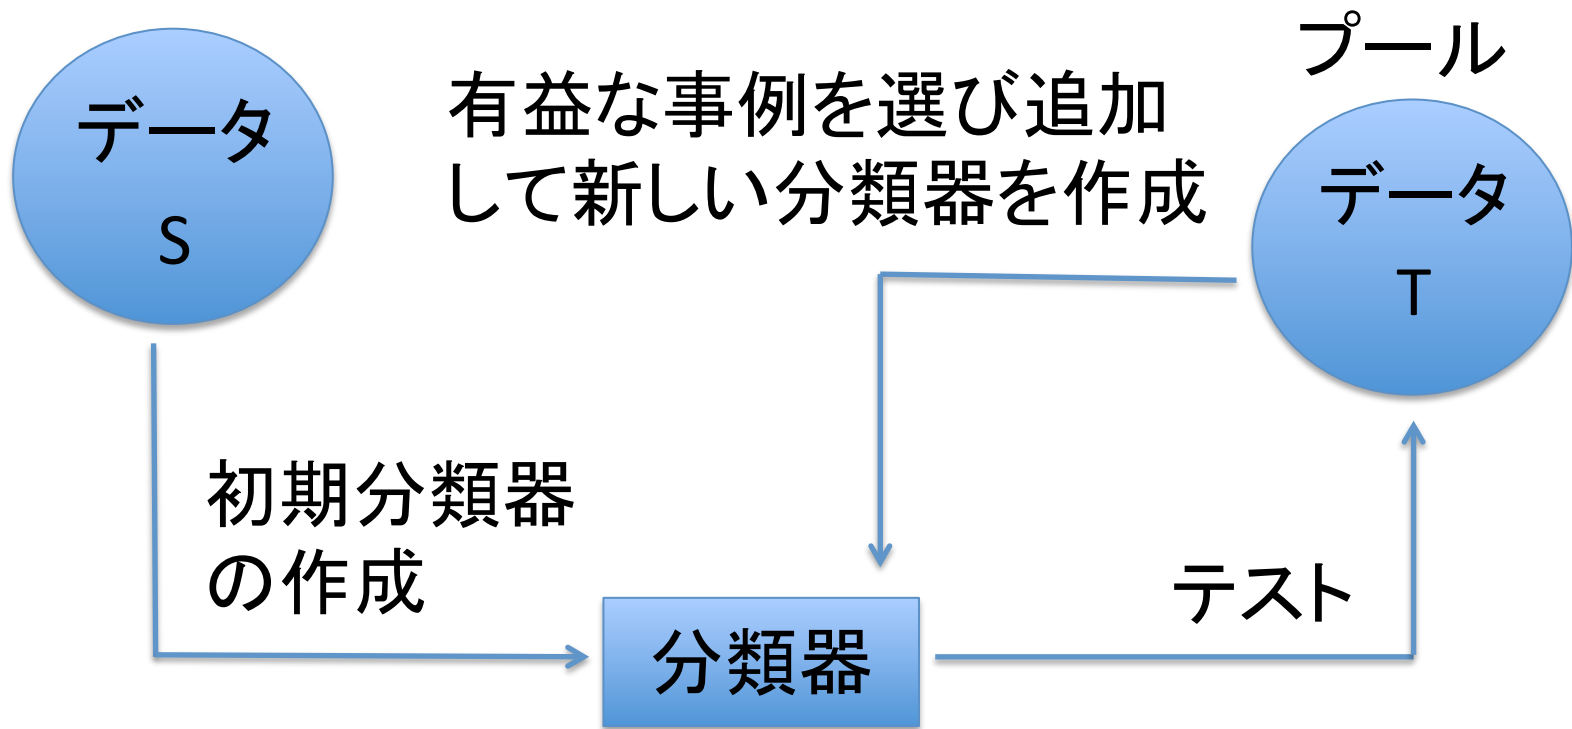 データ
S
有益な事例を選び追加
して新しい分類器を作成
プール
データ
T
初期分類器
の作成
分類器
テスト